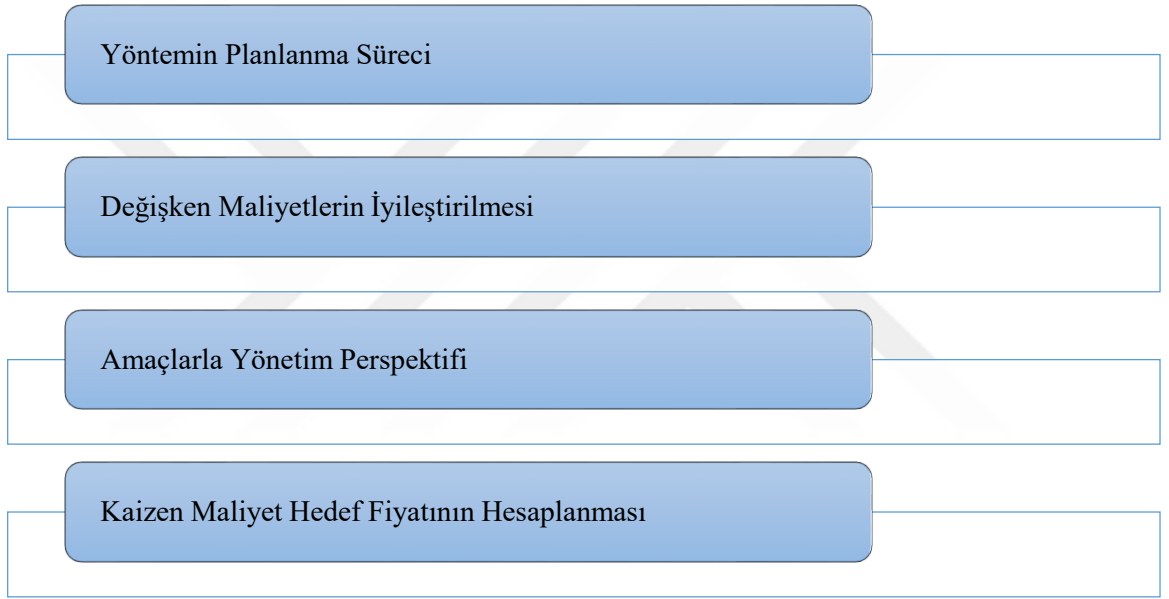 Yöntemin Planlanma Süreci
Değişken Maliyetlerin İyileştirilmesi
Amaçlarla Yönetim Perspektifi
Kaizen Maliyet Hedef Fiyatının Hesaplanması